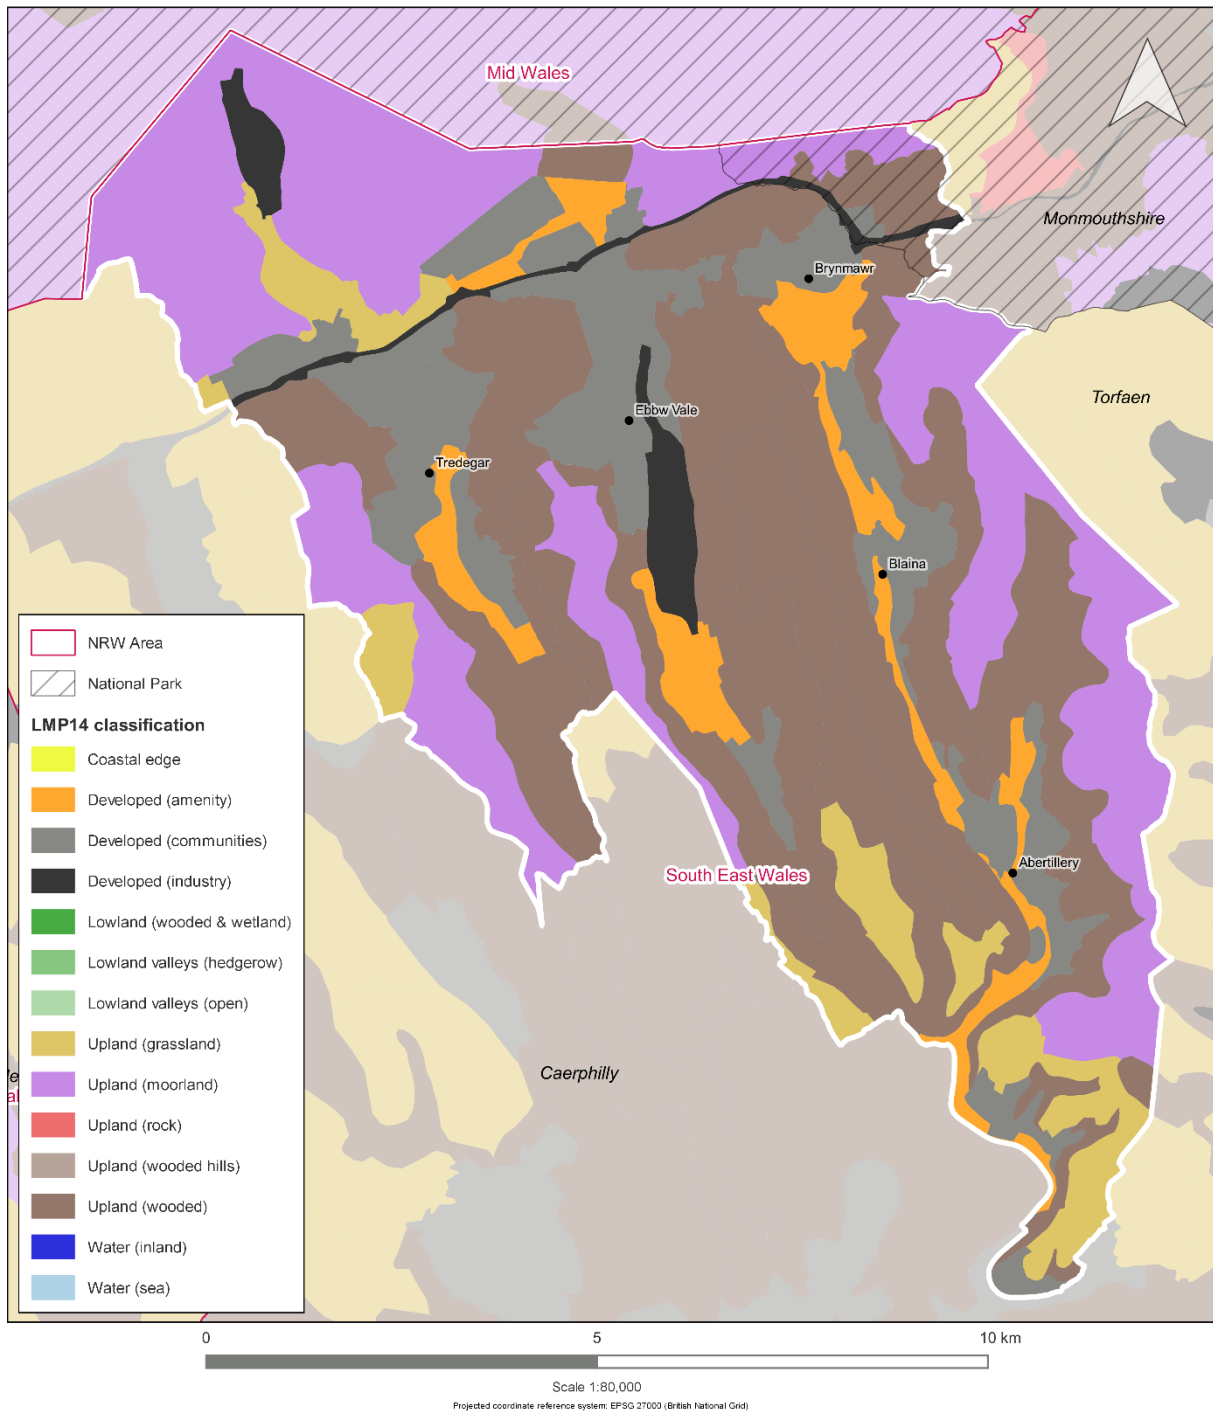 Mid Wales
Monmouthshire
Brynmawr
Torfaen
Ebbw Vale
Tredegar
Blaina
Abertillery
South East Wales
Caerphilly
NRW Area
National Park
LMP14 classification
Coastal edge
Developed (amenity)
Developed (communities)
Developed (industry)
Lowland (wooded & wetland)
Lowland valleys (hedgerow)
Lowland valleys (open)
Upland (grassland)
Upland (moorland)
Upland (rock)
Upland (wooded hills)
Upland (wooded)
Water (inland)
Water (sea)
0 5 10 km
Scale 1:80,000
Projected coordinate reference system: EPSG 27000 (British National Grid)